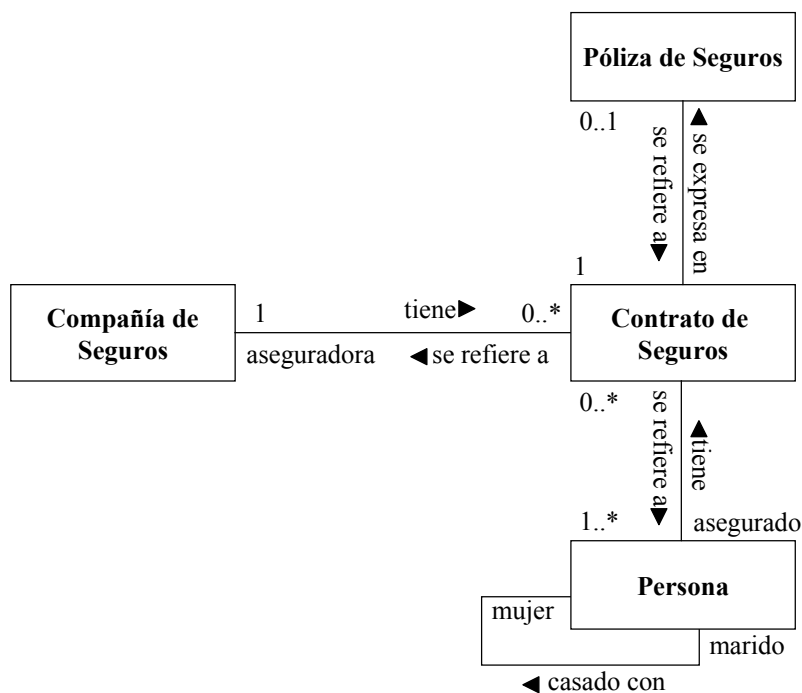 Póliza de Seguros
0..1
se refiere a
se expresa en
1
Compañía de
Seguros
1
tiene
0..*
aseguradora
se refiere a
Contrato de
Seguros
0..*
se refiere a
tiene
1..*
asegurado
Persona
mujer
marido
casado con